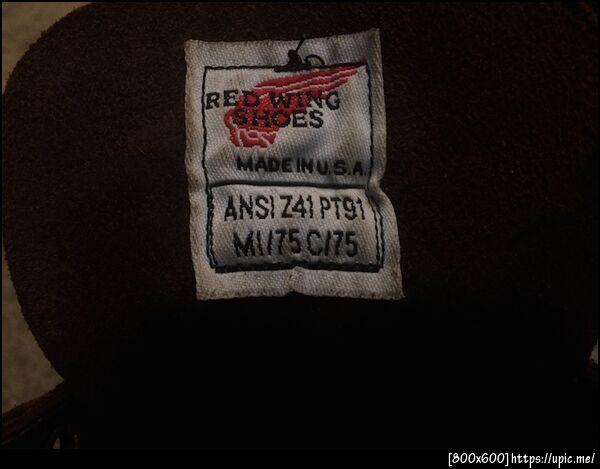 RED WING
SHOES
MADE IN U.S.A.
ANSI Z41 PT91
MI/75 C/75
[800x600]https://upic.me/